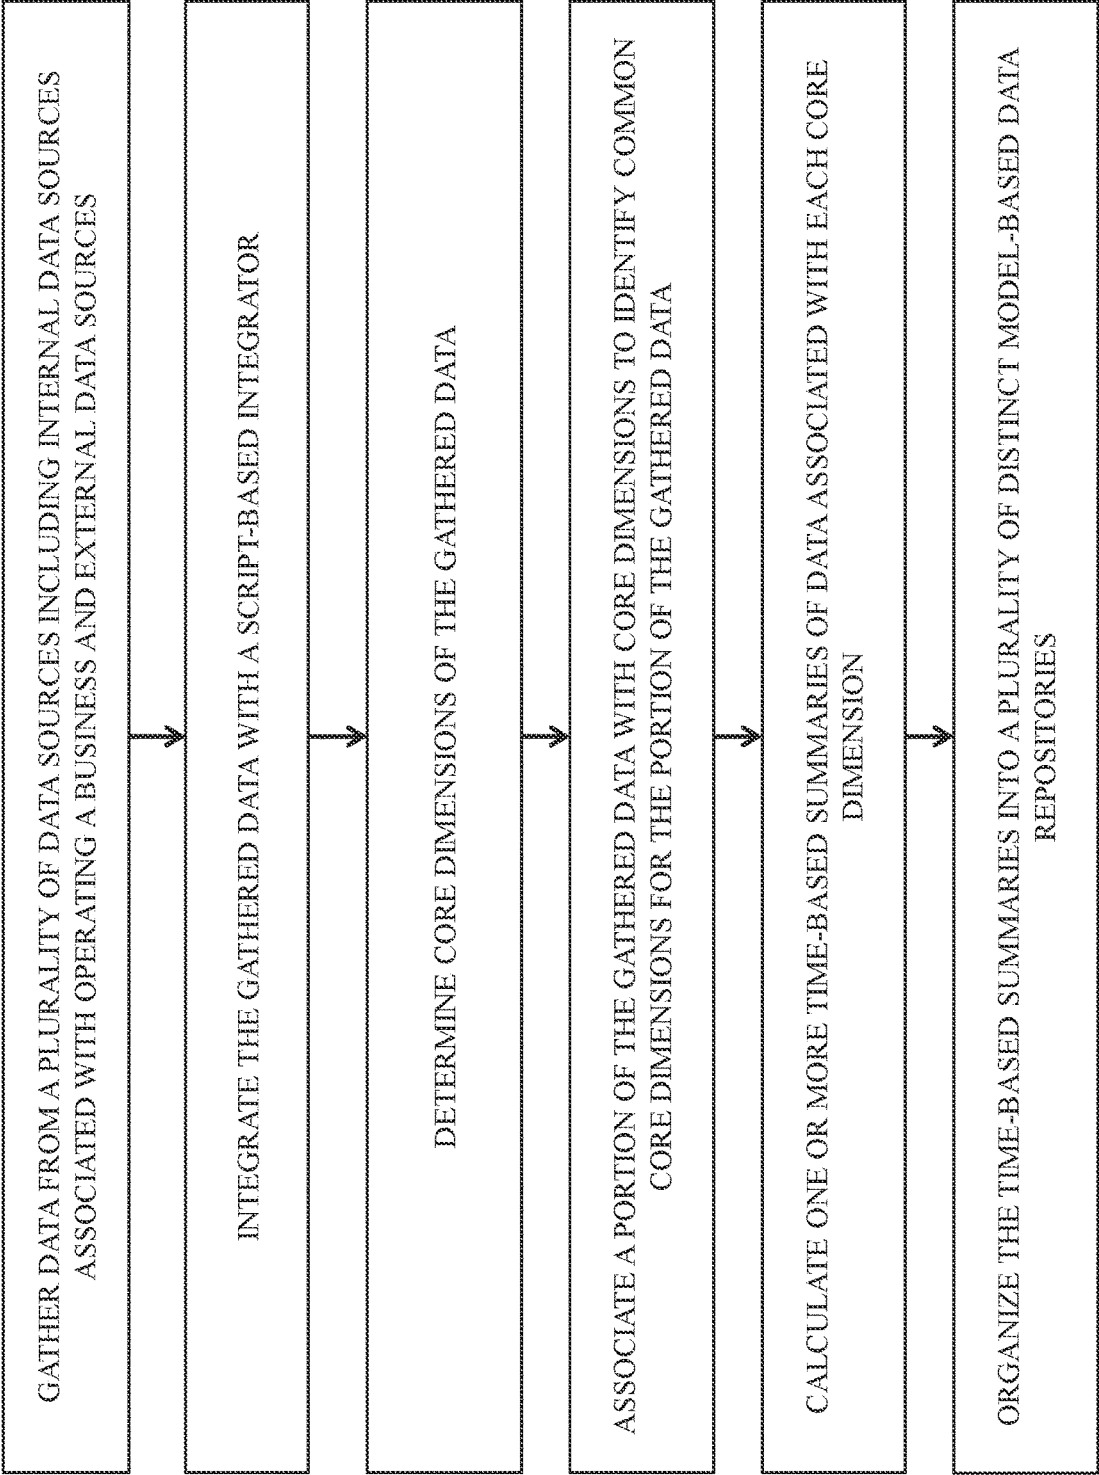 GATHER DATA FROM A PLURALITY OF DATA SOURCES INCLUDING INTERNAL DATA SOURCES
ASSOCIATED WITH OPERATING A BUSINESS AND EXTERNAL DATA SOURCES
INTEGRATE THE GATHERED DATA WITH A SCRIPT-BASED INTEGRATOR
DETERMINE CORE DIMENSIONS OF THE GATHERED DATA
ASSOCIATE A PORTION OF THE GATHERED DATA WITH CORE DIMENSIONS TO IDENTIFY COMMON
CORE DIMENSIONS FOR THE PORTION OF THE GATHERED DATA
CALCULATE ONE OR MORE TIME-BASED SUMMARIES OF DATA ASSOCIATED WITH EACH CORE
DIMENSION
ORGANIZE THE TIME-BASED SUMMARIES INTO A PLURALITY OF DISTINCT MODEL-BASED DATA
REPOSITORIES